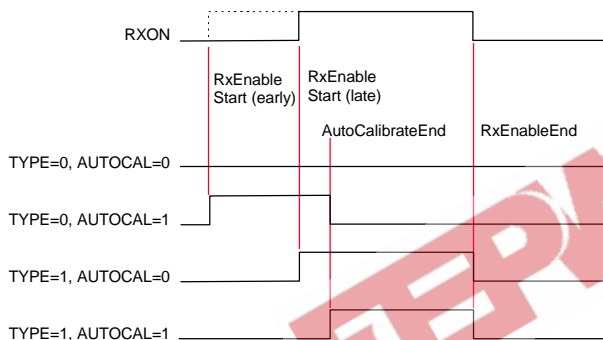 RXON
RxEnable
Start (early)
RxEnable
Start (late)
AutoCalibrateEnd
RxEnableEnd
TYPE=0, AUTOCAL=0
TYPE=0, AUTOCAL=1
TYPE=1, AUTOCAL=0
TYPE=1, AUTOCAL=1